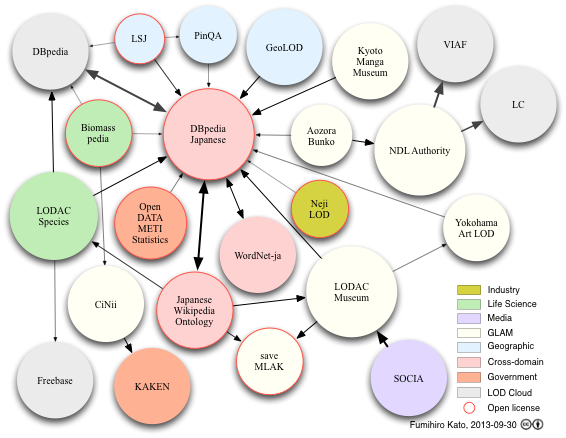 DBpedia
LSJ
PinQA
GeoLOD
Kyoto
Manga
Museum
VIAF
LC
Biomass
pedia
DBpedia
Japanese
Aozora
Bunko
NDL Authority
LODAC
Species
Open
DATA
METI
Statistics
Neji
LOD
Yokohama
Art LOD
WordNet-ja
LODAC
Museum
CiNii
Japanese
Wikipedia
Ontology
save
MLAK
Freebase
KAKEN
SOCIA
Industry
Life Science
Media
GLAM
Geographic
Cross-domain
Government
LOD Cloud
Open license
Fumihiro Kato, 2013-09-30